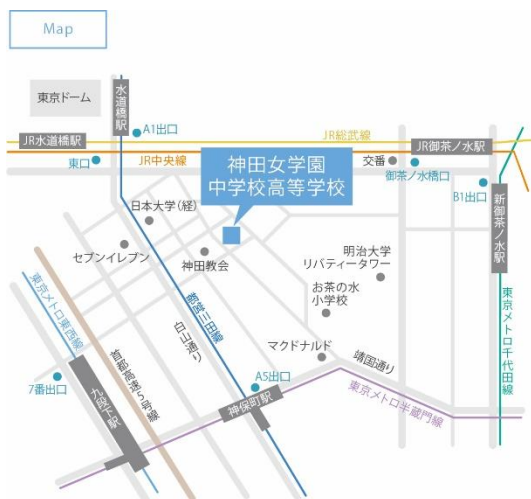 Map
東京ドーム
水道橋駅
A1出口
JR総武線
JR水道橋駅
JR御茶ノ水駅
東口
JR中央線
神田女学園
中学校高等学校
交番
御茶ノ水橋口
B1出口
新御茶ノ水駅
日本大学(経)
セブンイレブン
神田教会
明治大学
リバティータワー
お茶の水
小学校
東京メトロ東西線
首都高速5号線
白山通り
都営三田線
マクドナルド
靖国通り
東京メトロ千代田線
7番出口
九段下駅
A5出口
神保町駅
東京メトロ半蔵門線